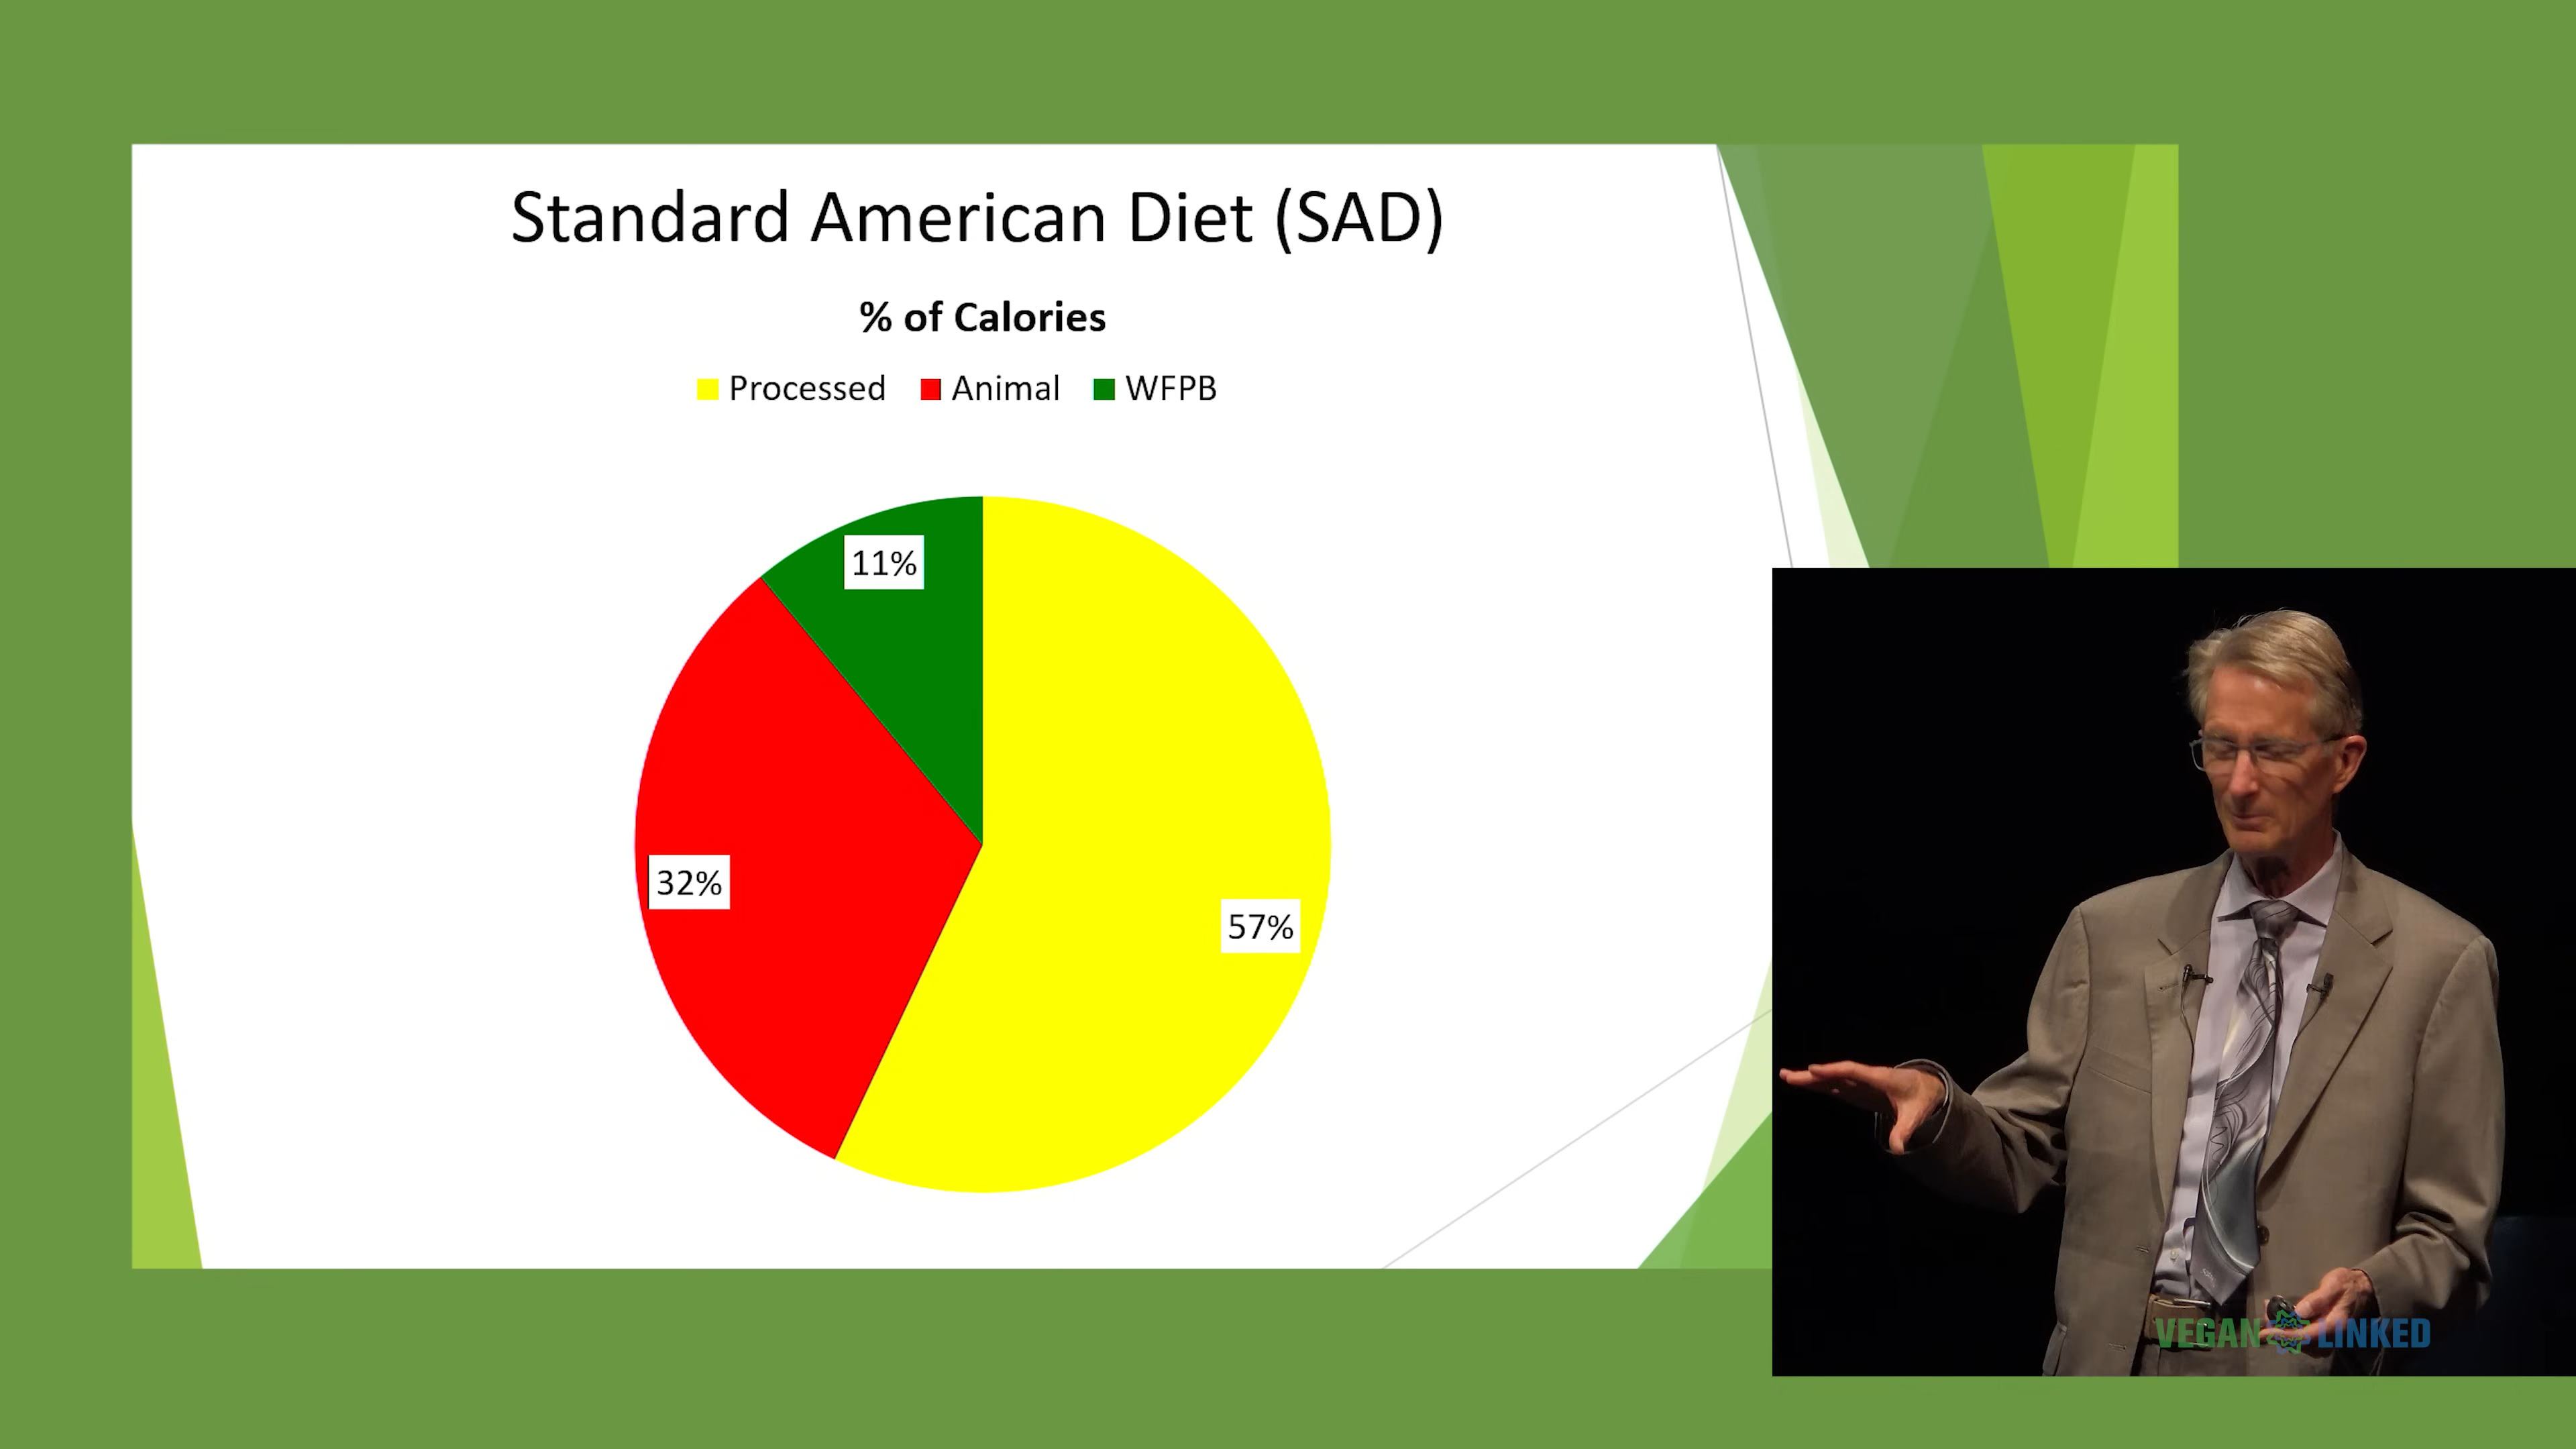 Standard American Diet (SAD)
% of Calories
Processed Animal WFPB
11%
32%
57%
VEGAN LINKED